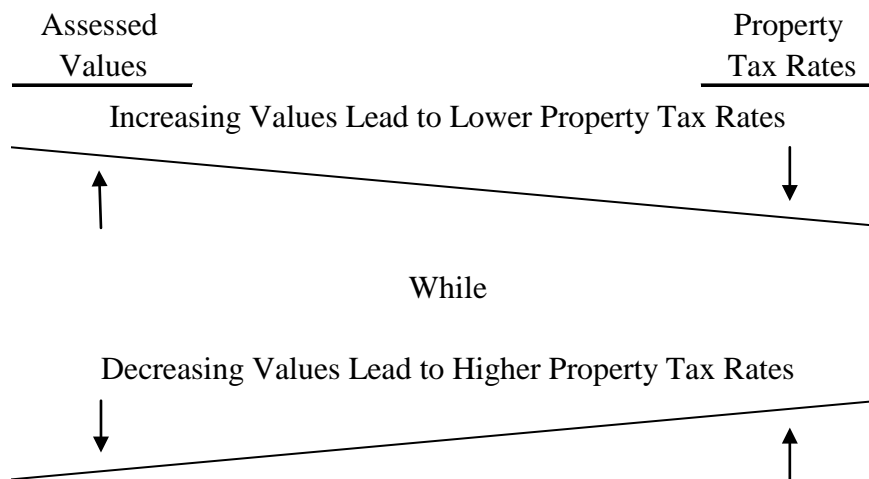 Assessed
Values
Property
Tax Rates
Increasing Values Lead to Lower Property Tax Rates
While
Decreasing Values Lead to Higher Property Tax Rates